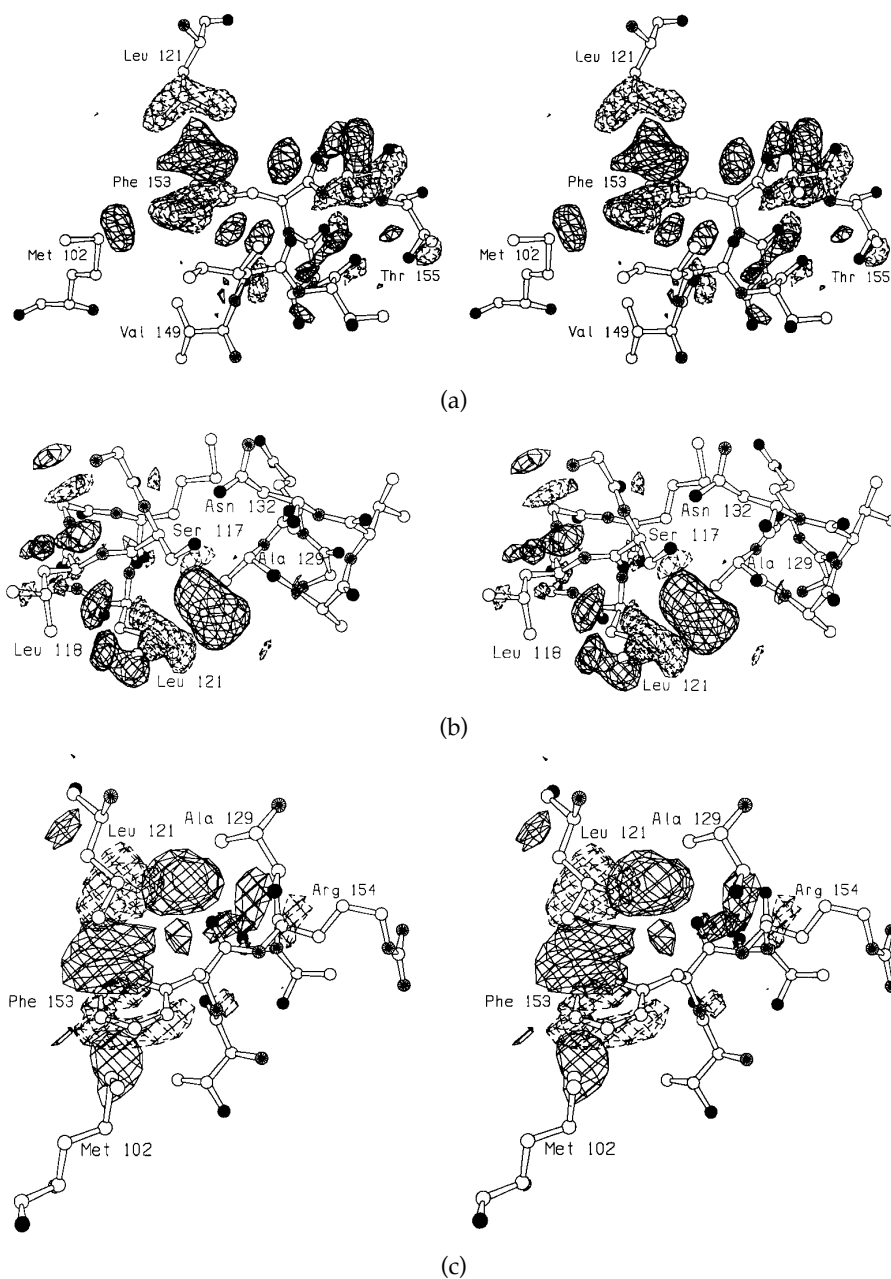 Leu 121
Leu 121
Phe 153
Phe 153
Met 102
Met 102
Thr 155
Thr 155
Val 149
Val 149
(a)
Asn 132
Asn 132
Ser 117
Ser 117
Ala 129
Ala 129
Leu 118
Leu 118
Leu 121
Leu 121
(b)
Ala 129
Ala 129
Leu 121
Leu 121
Arg 154
Arg 154
Phe 153
Phe 153
Met 102
Met 102
(c)